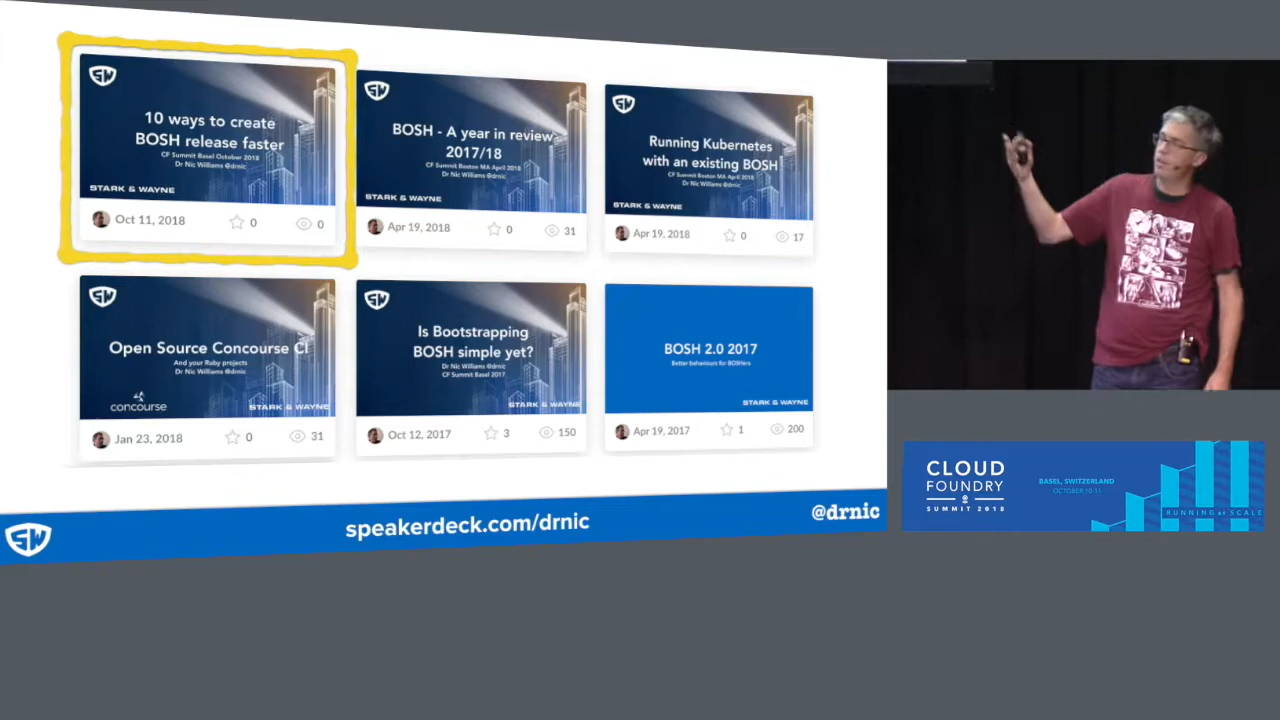 SW
10 ways to create
BOSH release faster
CF Summit Basel October 2018
Dr Nic Williams @drnic
STARK & WAYNE
Oct 11, 2018
0
0
SW
BOSH - A year in review
2017/18
CF Summit Boston MA April 2018
Dr Nic Williams @drnic
STARK & WAYNE
Apr 19, 2018
0
31
SW
Running Kubernetes
with an existing BOSH
CF Summit Boston MA April 2018
Dr Nic Williams @drnic
STARK & WAYNE
Apr 19, 2018
0
17
SW
Open Source Concourse CI
And your Ruby projects
Dr Nic Williams @drnic
concourse
STARK & WAYNE
Jan 23, 2018
0
31
SW
Is Bootstrapping
BOSH simple yet?
Dr Nic Williams @drnic
CF Summit Basel 2017
STARK & WAYNE
Oct 12, 2017
3
150
BOSH 2.0 2017
Better behaviours for BOSHers
STARK & WAYNE
Apr 19, 2017
1
200
SW
speakerdeck.com/drnic
@drnic
CLOUD
FOUNDRY
SUMMIT 2018
BASEL, SWITZERLAND
OCTOBER 10-11
RUNNING at SCALE